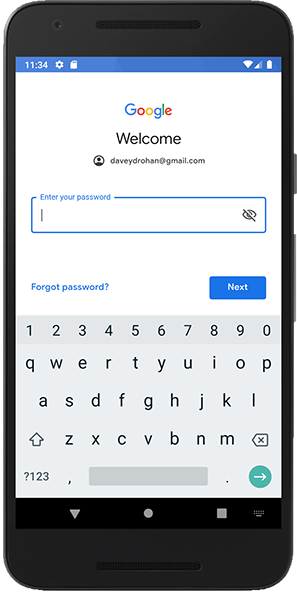 11:34
Google
Welcome
daveydrohan@gmail.com
Enter your password
Forgot password? Next
1 2 3 4 5 6 7 8 9 0
q w e r t y u i o p
a s d f g h j k l
z x c v b n m
?123 , .